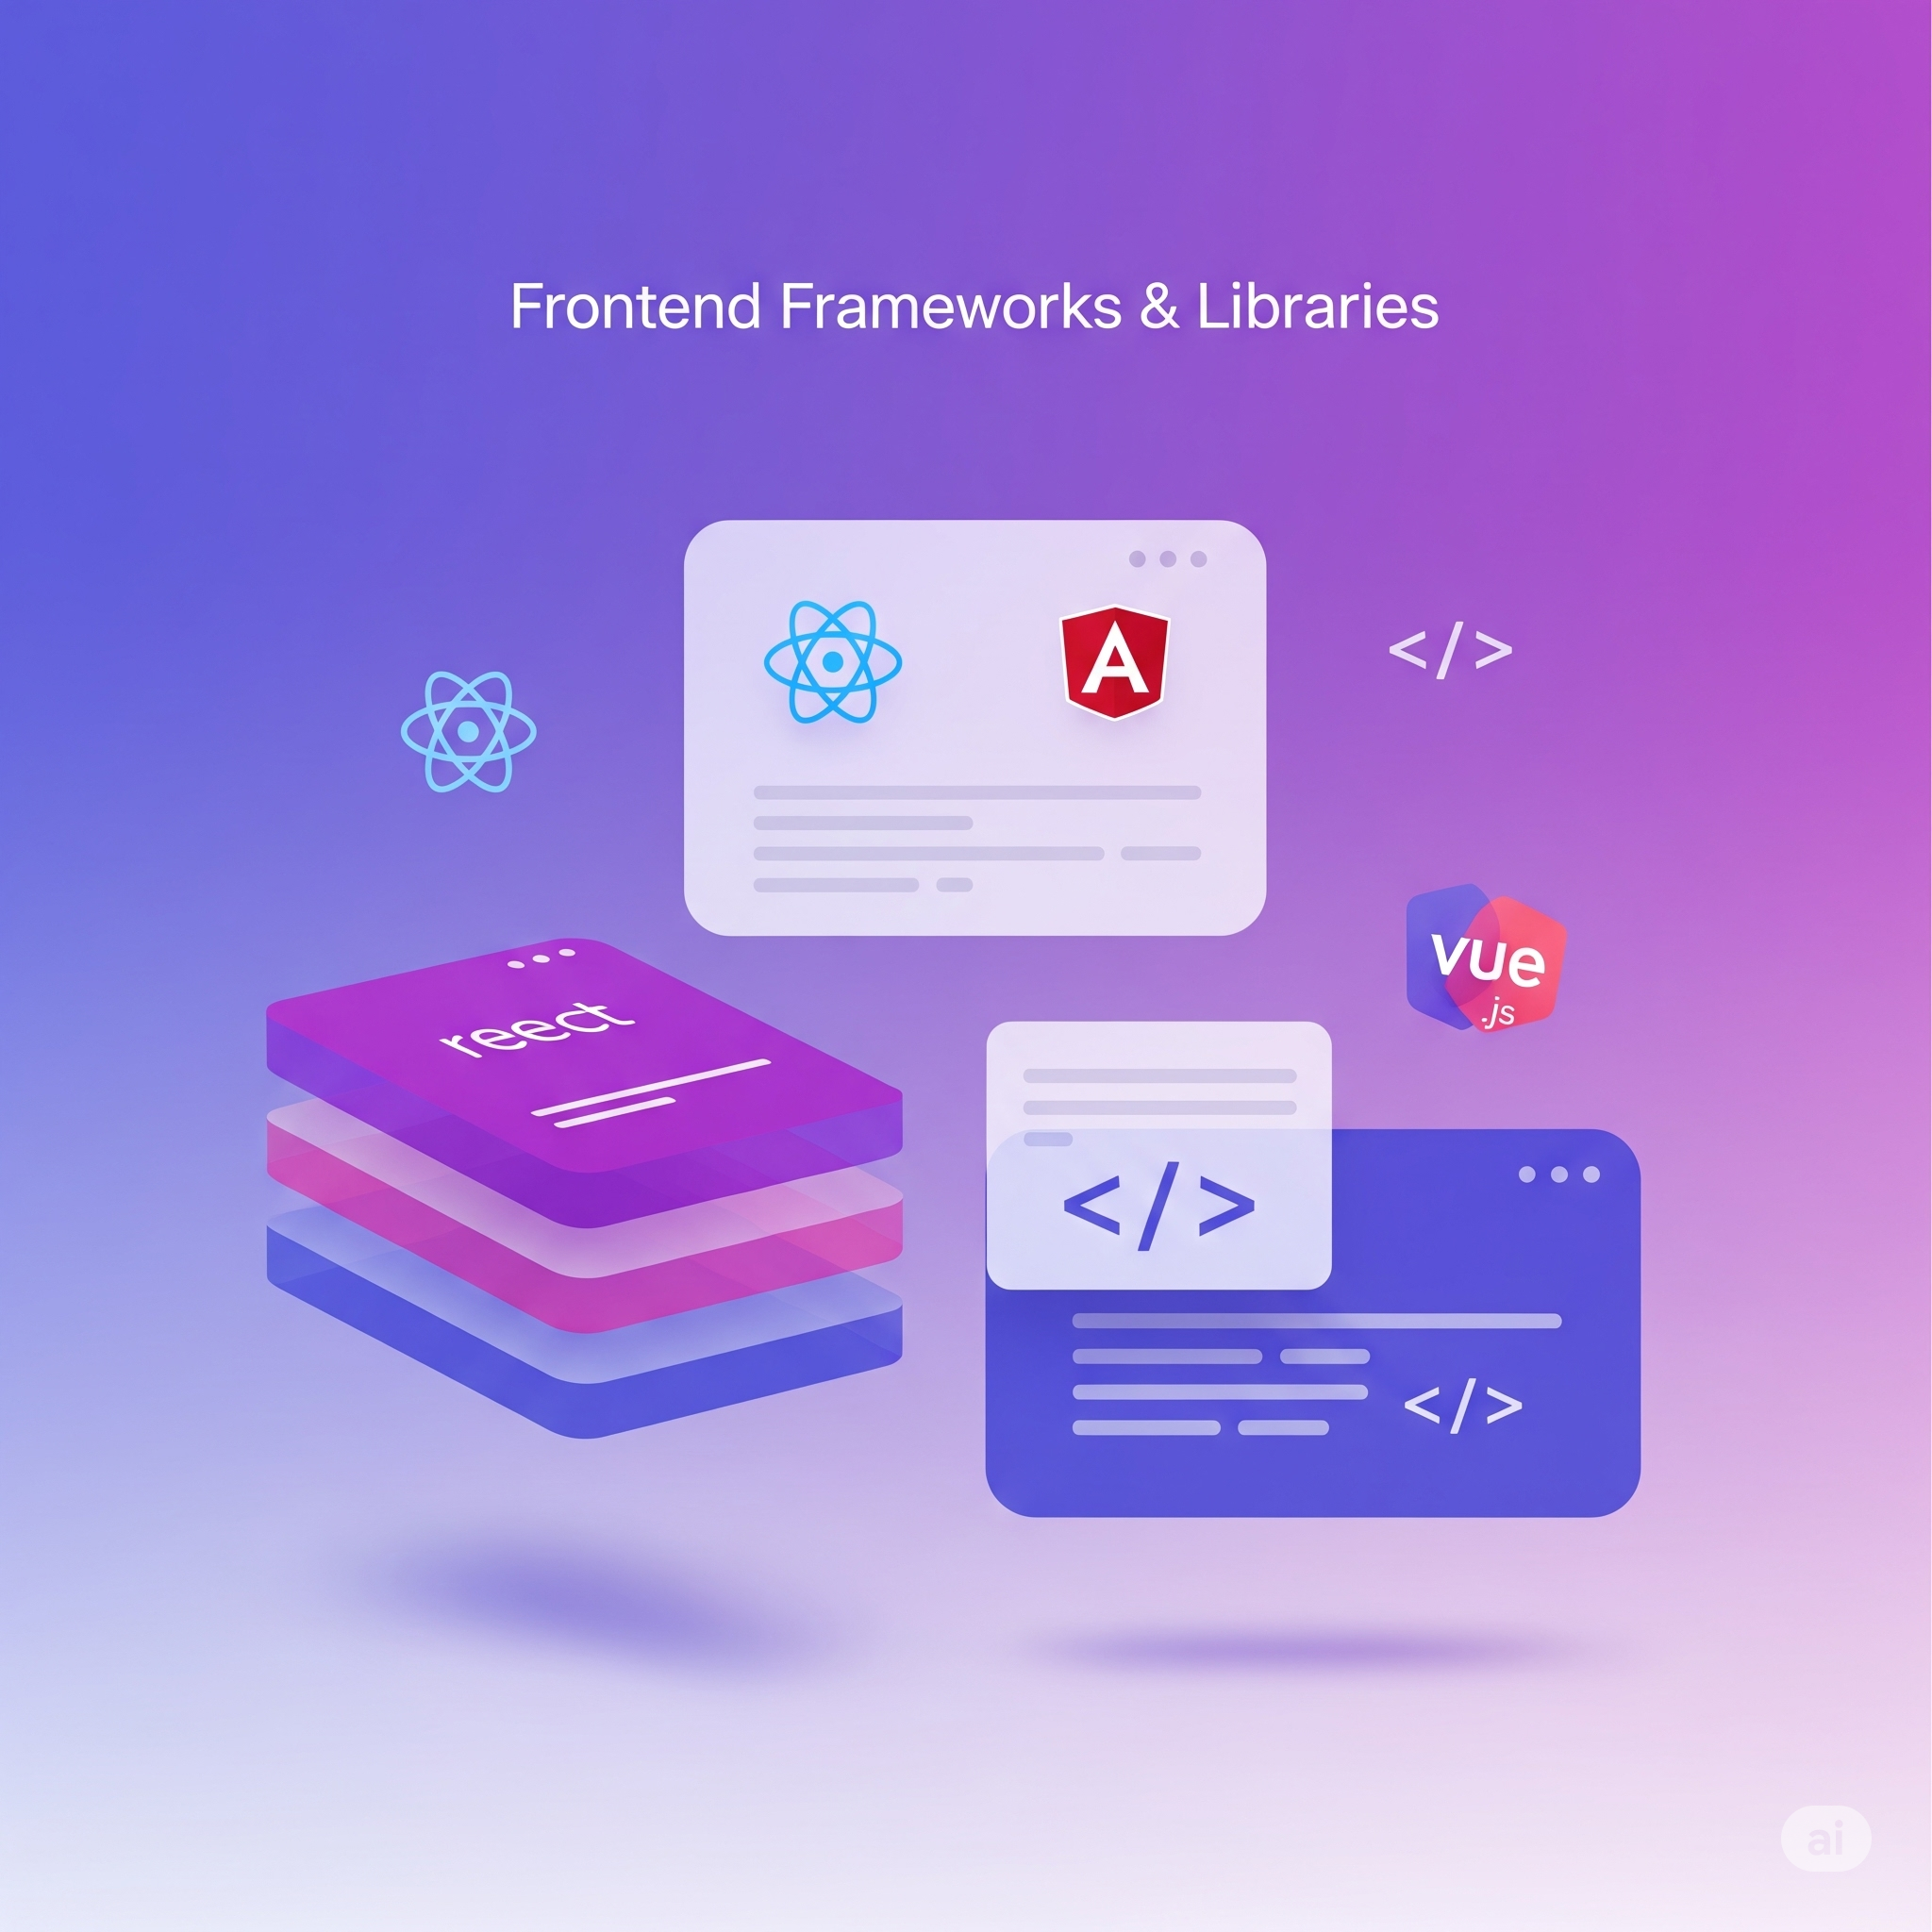 Frontend Frameworks & Libraries
A
</>
vue
.js
reect
</>
</>
ai